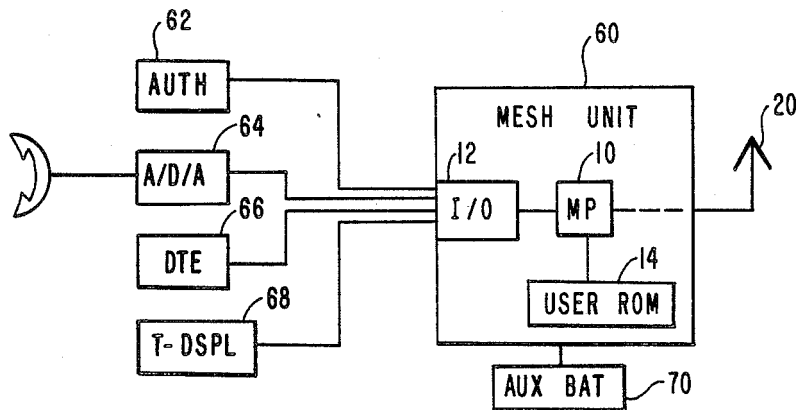 62
AUTH
64
A/D/A
66
DTE
68
T-DSPL
60
MESH UNIT
12
I/O
10
MP
14
USER ROM
20
AUX BAT
70